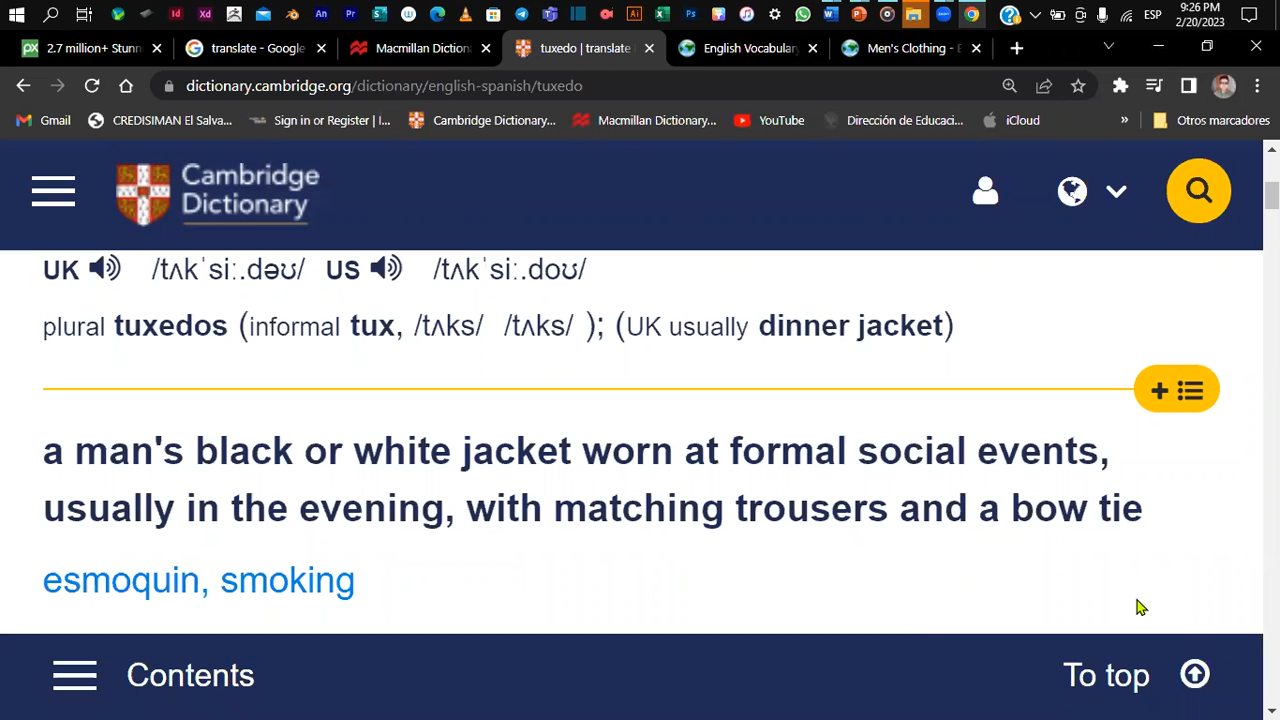 9:26 PM
ESP
2/20/2023
2.7 million+ Stunn
translate - Google
Macmillan Dictiona
tuxedo | translate
English Vocabulary
Men's Clothing - E
dictionary.cambridge.org/dictionary/english-spanish/tuxedo
Gmail
CREDISIMAN El Salva...
Sign in or Register | I...
Cambridge Dictionary...
Macmillan Dictionary...
YouTube
Dirección de Educaci...
iCloud
»
Otros marcadores
Cambridge
Dictionary
UK /tʌkˈsiː.dəʊ/ US /tʌkˈsiː.doʊ/
plural tuxedos (informal tux, /tʌks/ /tʌks/ ); (UK usually dinner jacket)
a man's black or white jacket worn at formal social events,
usually in the evening, with matching trousers and a bow tie
esmoquin, smoking
Contents
To top